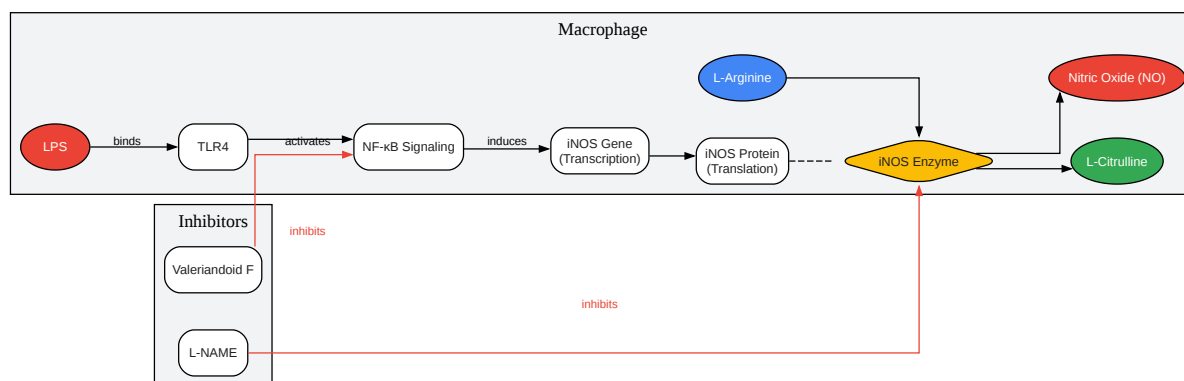 Macrophage
L-Arginine
Nitric Oxide (NO)
LPS
binds
TLR4
activates
NF-κB Signaling
induces
iNOS Gene
(Transcription)
iNOS Protein
(Translation)
iNOS Enzyme
L-Citrulline
Inhibitors
inhibits
Valeriandoid F
inhibits
L-NAME